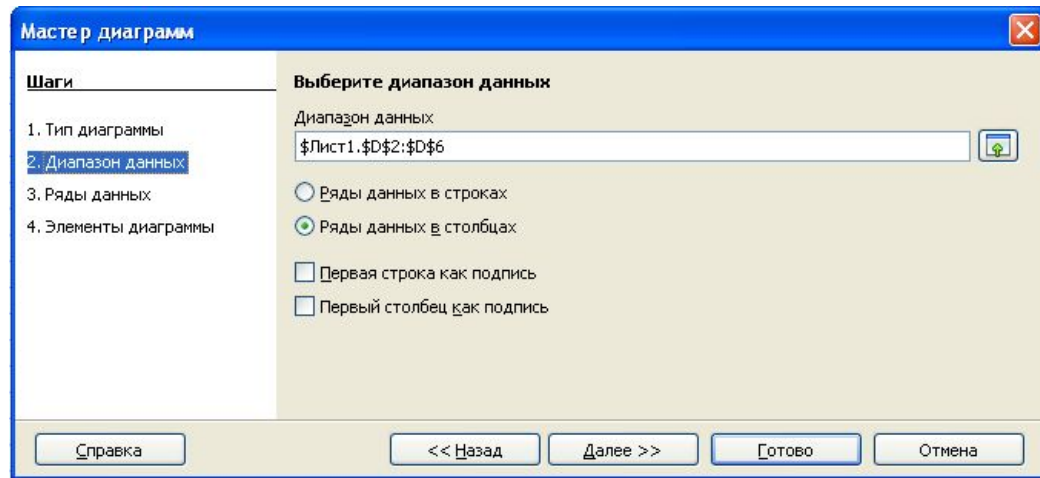 Мастер диаграмм
Шаги
1. Тип диаграммы
2. Диапазон данных
3. Ряды данных
4. Элементы диаграммы
Выберите диапазон данных
Диапазон данных
$Лист1.$D$2:$D$6
Ряды данных в строках
Ряды данных в столбцах
Первая строка как подпись
Первый столбец как подпись
Справка
<< Назад
Далее >>
Готово
Отмена